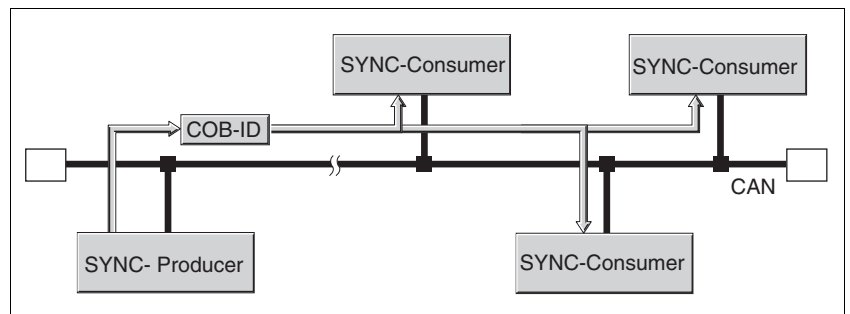 SYNC-Consumer
SYNC-Consumer
COB-ID
CAN
SYNC- Producer
SYNC-Consumer